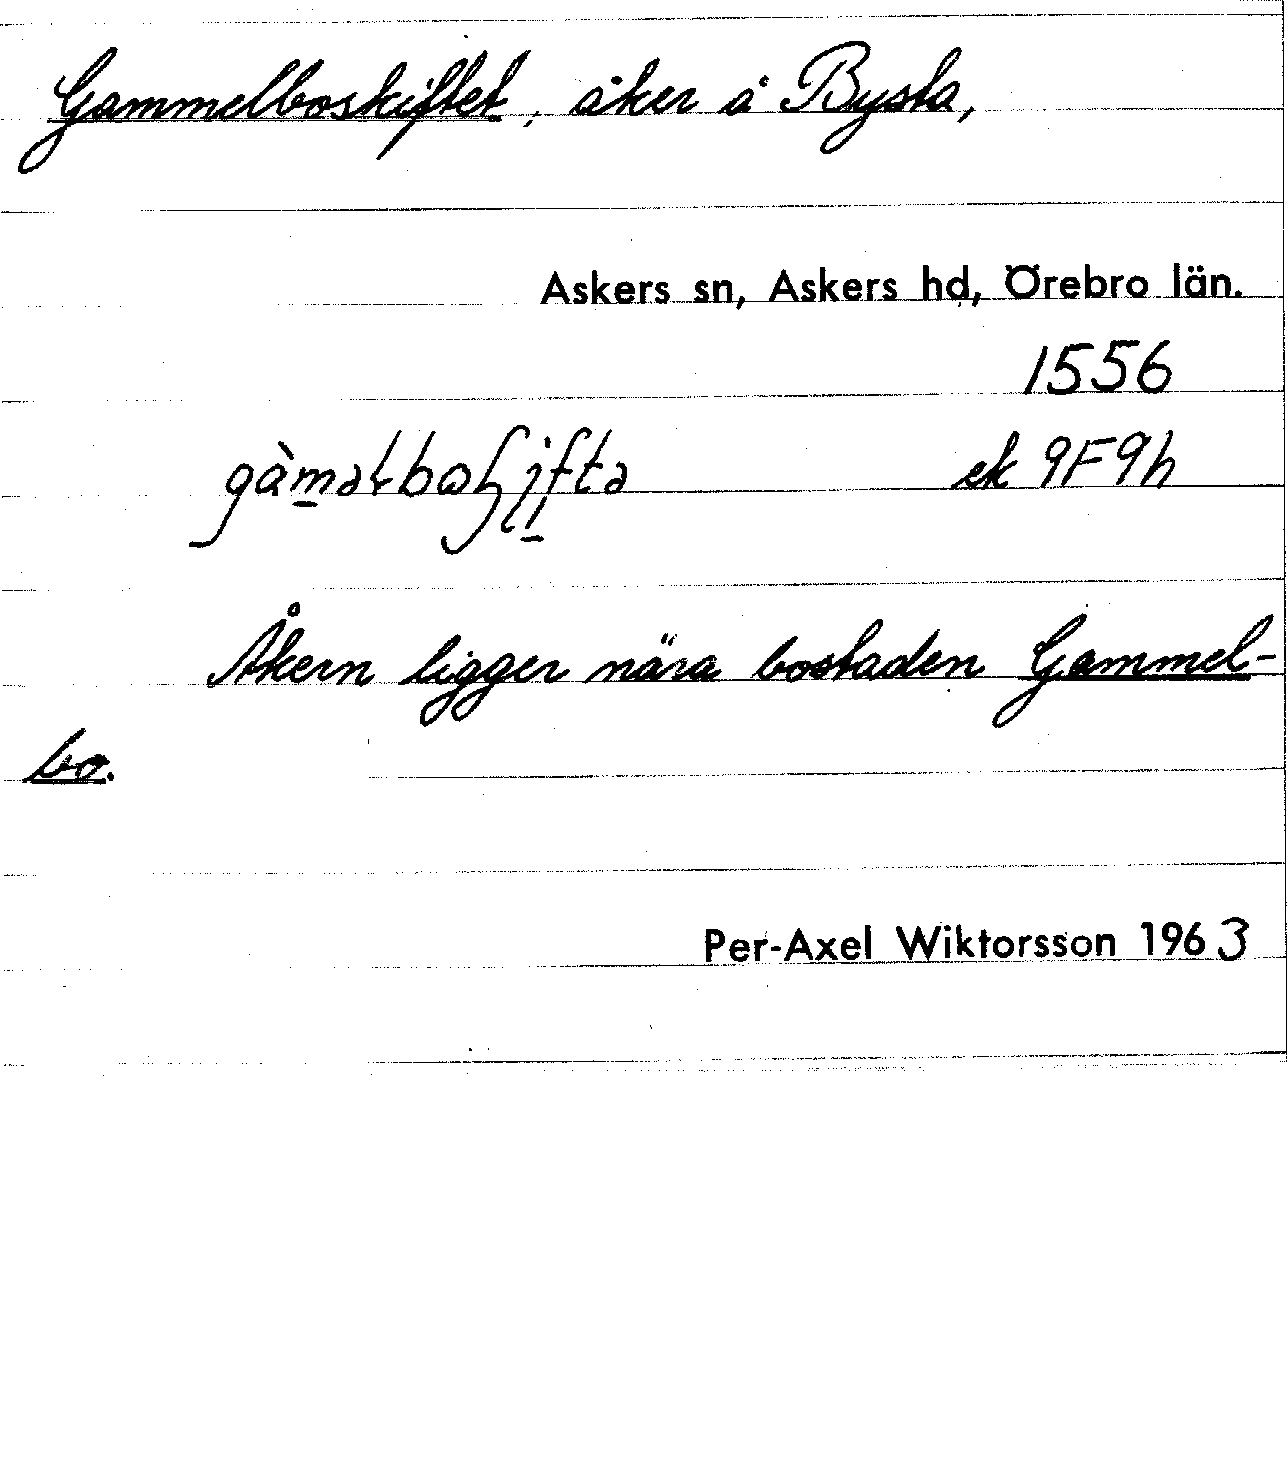 Gammelboskiftet, åker å Bysta,
Askers sn, Askers hd, Örebro län.
1556
ek 9F9h
Åkern ligger nära bostaden Gammel-
bo.
Per-Axel Wiktorsson 1963